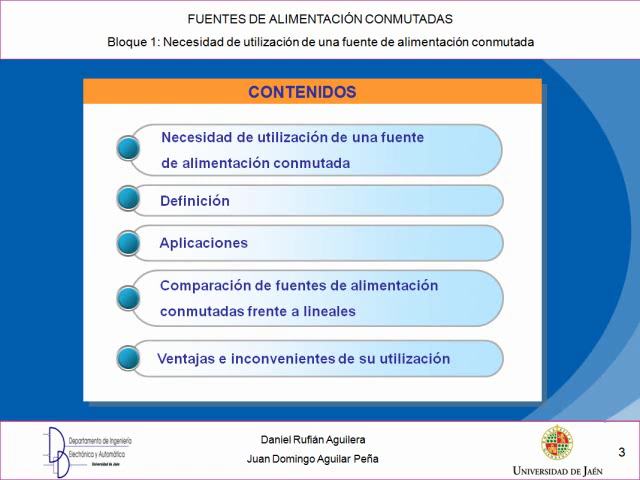 FUENTES DE ALIMENTACIÓN CONMUTADAS
Bloque 1: Necesidad de utilización de una fuente de alimentación conmutada
CONTENIDOS
Necesidad de utilización de una fuente
de alimentación conmutada
Definición
Aplicaciones
Comparación de fuentes de alimentación
conmutadas frente a lineales
Ventajas e inconvenientes de su utilización
Departamento de Ingeniería
Electrónica y Automática
Universidad de Jaén
Daniel Rufián Aguilera
Juan Domingo Aguilar Peña
UNIVERSIDAD DE JAÉN
3